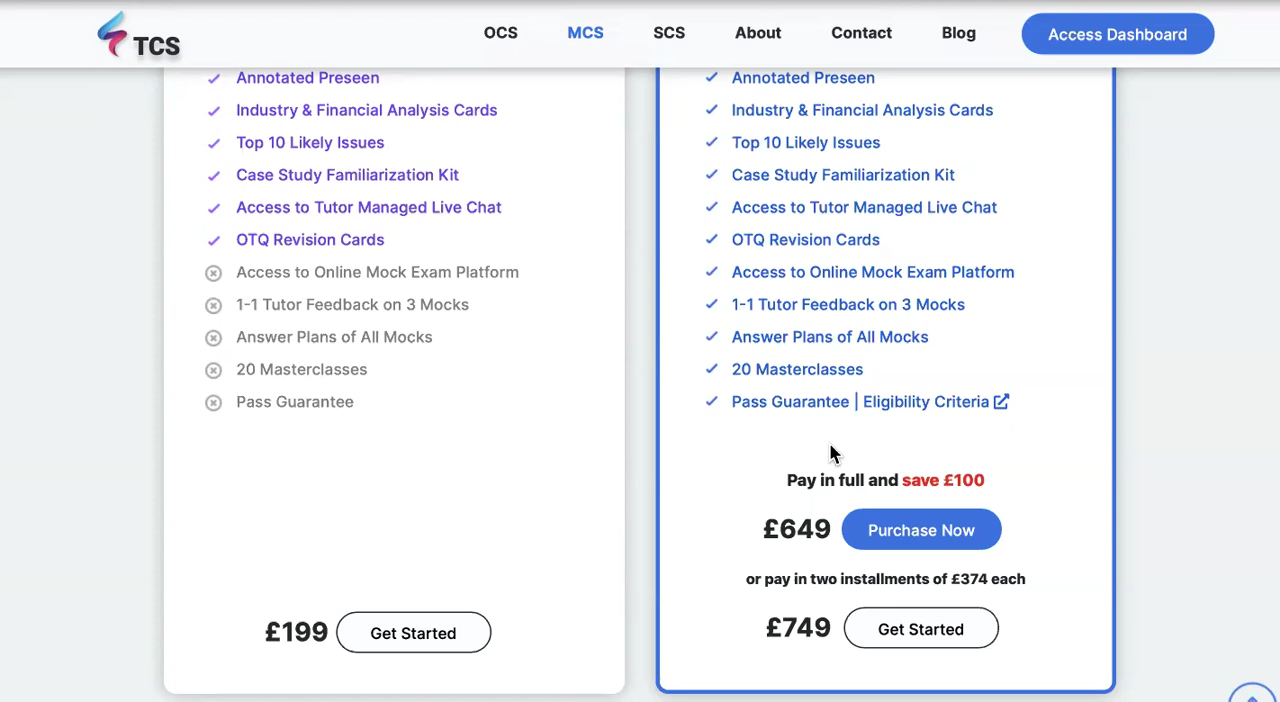 TCS
OCS
MCS
SCS
About
Contact
Blog
Access Dashboard
Annotated Preseen
Industry & Financial Analysis Cards
Top 10 Likely Issues
Case Study Familiarization Kit
Access to Tutor Managed Live Chat
OTQ Revision Cards
Access to Online Mock Exam Platform
1-1 Tutor Feedback on 3 Mocks
Answer Plans of All Mocks
20 Masterclasses
Pass Guarantee
£199 Get Started
Annotated Preseen
Industry & Financial Analysis Cards
Top 10 Likely Issues
Case Study Familiarization Kit
Access to Tutor Managed Live Chat
OTQ Revision Cards
Access to Online Mock Exam Platform
1-1 Tutor Feedback on 3 Mocks
Answer Plans of All Mocks
20 Masterclasses
Pass Guarantee | Eligibility Criteria
Pay in full and save £100
£649 Purchase Now
or pay in two installments of £374 each
£749 Get Started